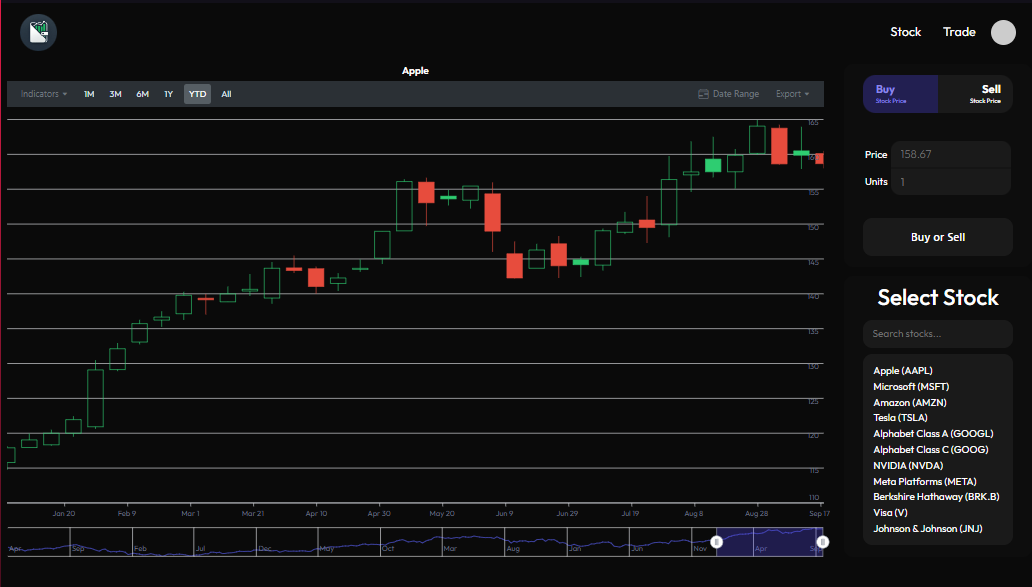 Stock Trade
Apple
Indicators 1M 3M 6M 1Y YTD All Date Range Export
Buy Sell
Stock Price Stock Price
165
155
150
145
140
135
130
125
120
115
110
Price 158.67
Units 1
Buy or Sell
Select Stock
Search stocks...
Apple (AAPL)
Microsoft (MSFT)
Amazon (AMZN)
Tesla (TSLA)
Alphabet Class A (GOOGL)
Alphabet Class C (GOOG)
NVIDIA (NVDA)
Meta Platforms (META)
Berkshire Hathaway (BRK.B)
Visa (V)
Johnson & Johnson (JNJ)
Jan 20 Feb 9 Mar 1 Mar 21 Apr 10 Apr 30 May 20 Jun 9 Jun 29 Jul 19 Aug 8 Aug 28 Sep 17
Apr Sep Feb Jul Dec May Oct Mar Aug Jan Jun Nov Apr